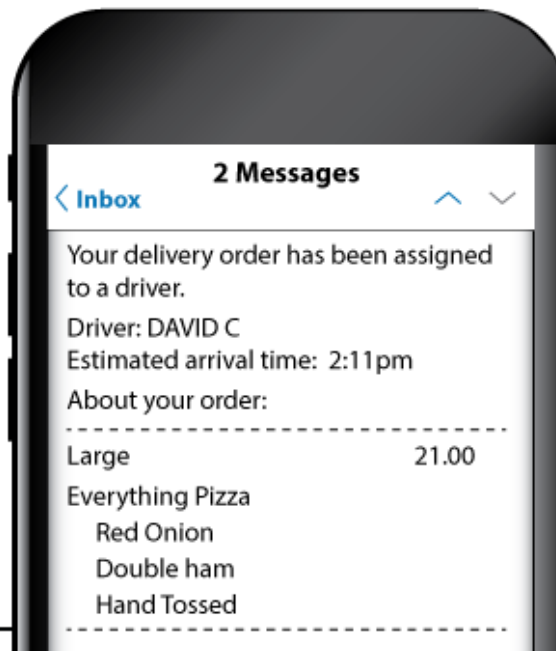 2 Messages
Inbox
Your delivery order has been assigned
to a driver.
Driver: DAVID C
Estimated arrival time: 2:11pm
About your order:
Large 21.00
Everything Pizza
Red Onion
Double ham
Hand Tossed